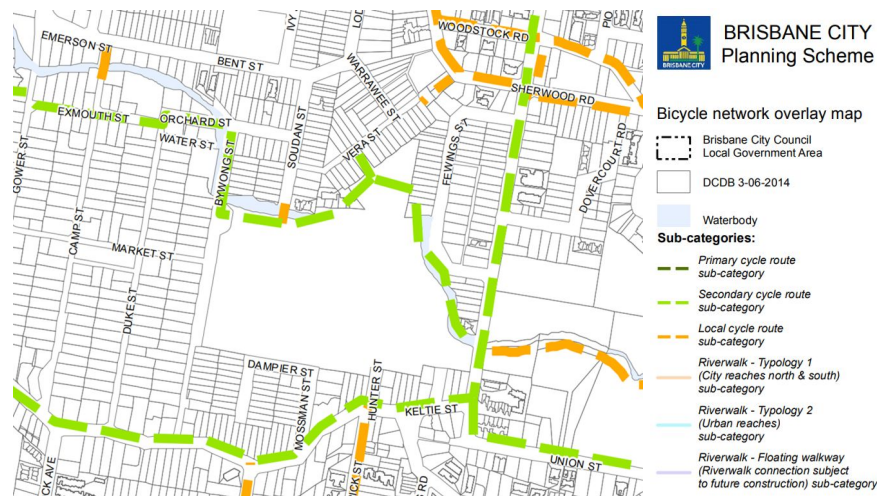 WOODSTOCK RD
EMERSON ST
BENT ST
WARRAWEE ST
SHERWOOD RD
EXMOUTH ST
ORCHARD ST
WATER ST
SOUDAN ST
VERA ST
FEWINGS ST
DOVERCOURT RD
GOWER ST
BYWONG ST
CAMP ST
MARKET ST
DUKE ST
DAMPIER ST
MOSSMAN ST
HUNTER ST
KELTIE ST
UNION ST
BRISBANE CITY
BRISBANE CITY
Planning Scheme
Bicycle network overlay map
Brisbane City Council
Local Government Area
DCDB 3-06-2014
Waterbody
Sub-categories:
Primary cycle route
sub-category
Secondary cycle route
sub-category
Local cycle route
sub-category
Riverwalk - Typology 1
(City reaches north & south)
sub-category
Riverwalk - Typology 2
(Urban reaches)
sub-category
Riverwalk - Floating walkway
(Riverwalk connection subject
to future construction) sub-category